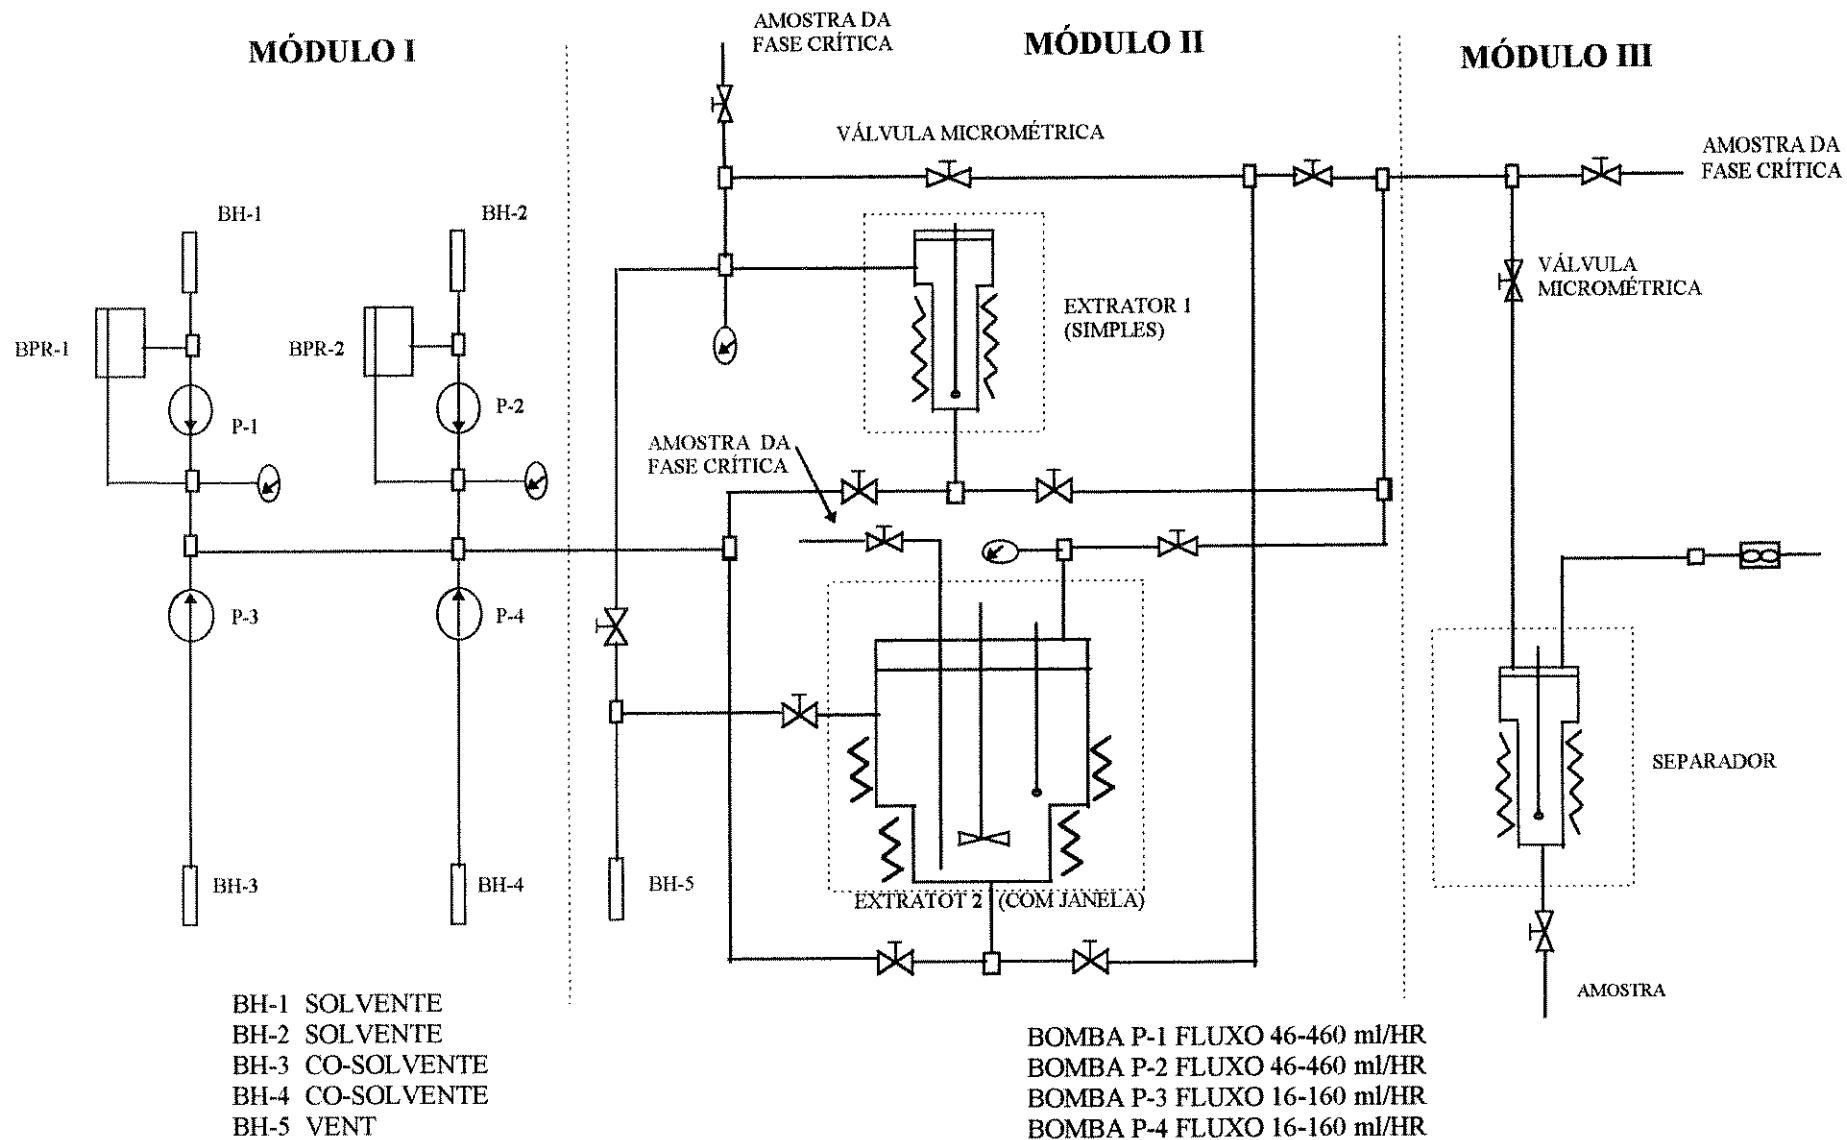 MÓDULO I
AMOSTRA DA
FASE CRÍTICA
MÓDULO II
MÓDULO III
VÁLVULA MICROMÉTRICA
AMOSTRA DA
FASE CRÍTICA
BH-1
BH-2
VÁLVULA
MICROMÉTRICA
EXTRATOR 1
(SIMPLES)
BPR-1
BPR-2
P-1
P-2
AMOSTRA DA
FASE CRÍTICA
P-3
P-4
SEPARADOR
BH-3
BH-4
BH-5
EXTRATOT 2 (COM JANELA)
AMOSTRA
BH-1 SOLVENTE
BH-2 SOLVENTE
BH-3 CO-SOLVENTE
BH-4 CO-SOLVENTE
BH-5 VENT
BOMBA P-1 FLUXO 46-460 ml/HR
BOMBA P-2 FLUXO 46-460 ml/HR
BOMBA P-3 FLUXO 16-160 ml/HR
BOMBA P-4 FLUXO 16-160 ml/HR